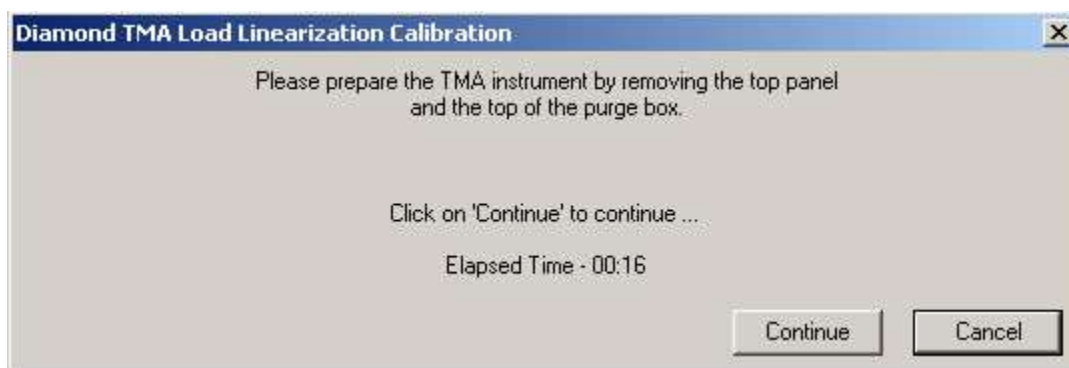 Diamond TMA Load Linearization Calibration
Please prepare the TMA instrument by removing the top panel
and the top of the purge box.
Click on 'Continue' to continue ...
Elapsed Time - 00:16
Continue Cancel